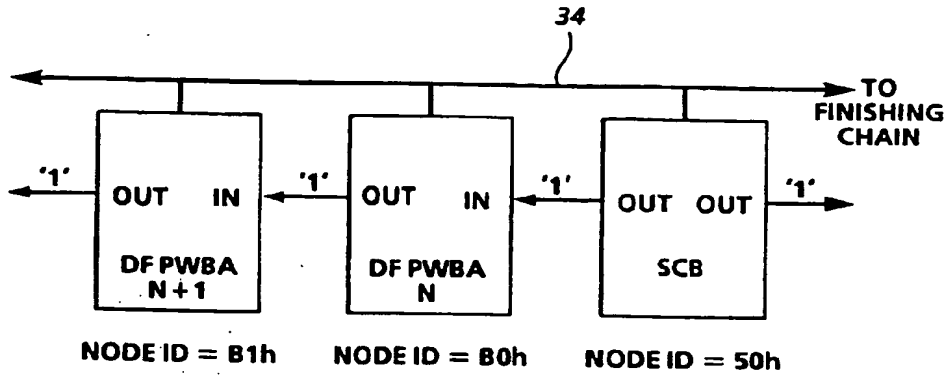 34
TO
FINISHING
CHAIN
'1'
OUT IN
DF PWBA
N+1
'1'
OUT IN
DF PWBA
N
'1'
OUT OUT
SCB
'1'
NODE ID = B1h
NODE ID = B0h
NODE ID = 50h